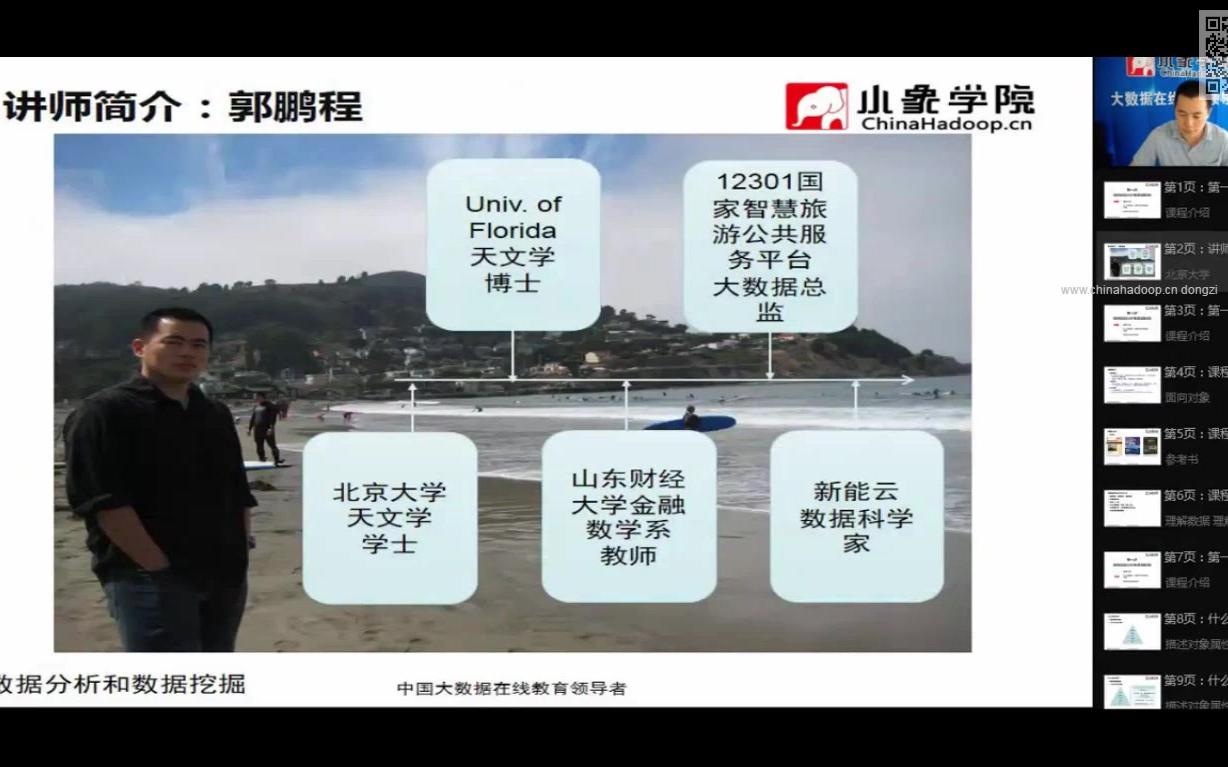 讲师简介：郭鹏程
小象学院
ChinaHadoop.cn
Univ. of
Florida
天文学
博士
12301国
家智慧旅
游公共服
务平台
大数据总
监
北京大学
天文学
学士
山东财经
大学金融
数学系
教师
新能云
数据科学
家
数据分析和数据挖掘
中国大数据在线教育领导者
大数据在线
第1页：第一
课程介绍
第2页：讲师
北京大学
www.chinahadoop.cn dongzi
第3页：第一
课程介绍
第4页：课程
面向对象
第5页：课程
参考书
第6页：课程
理解数据 理
第7页：第一
课程介绍
第8页：什么
描述对象属性
第9页：什么
描述对象属性